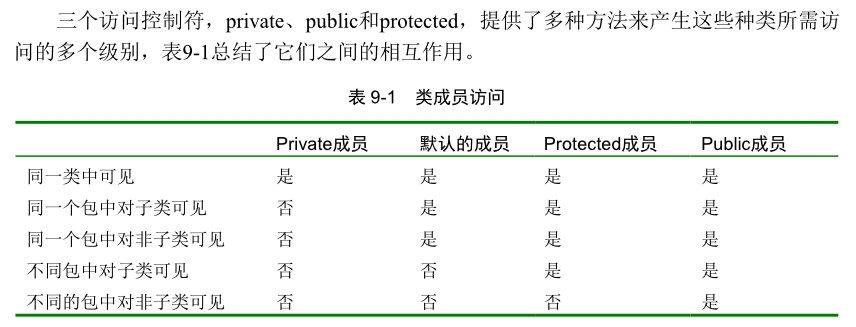 三个访问控制符，private、public和protected，提供了多种方法来产生这些种类所需访
问的多个级别，表9-1总结了它们之间的相互作用。
表 9-1 类成员访问
Private成员 默认的成员 Protected成员 Public成员
同一类中可见 是 是 是 是
同一个包中对子类可见 否 是 是 是
同一个包中对非子类可见 否 是 是 是
不同包中对子类可见 否 否 是 是
不同的包中对非子类可见 否 否 否 是